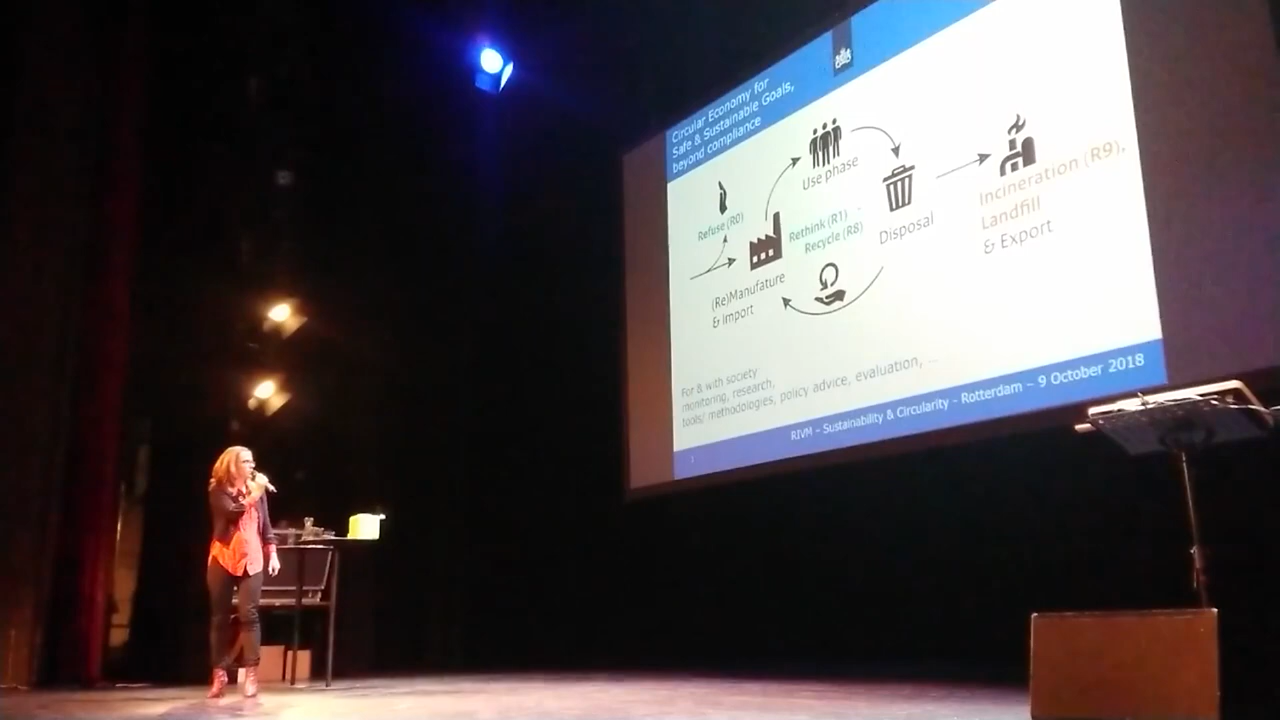 Circular Economy for
Safe & Sustainable Goals,
beyond compliance
Use phase
Refuse (R0)
Rethink (R1) -
Recycle (R8)
Disposal
Incineration (R9),
Landfill
& Export
(Re)Manufature
& Import
For & with society
monitoring, research,
tools/ methodologies, policy advice, evaluation, ...
RIVM – Sustainability & Circularity - Rotterdam – 9 October 2018